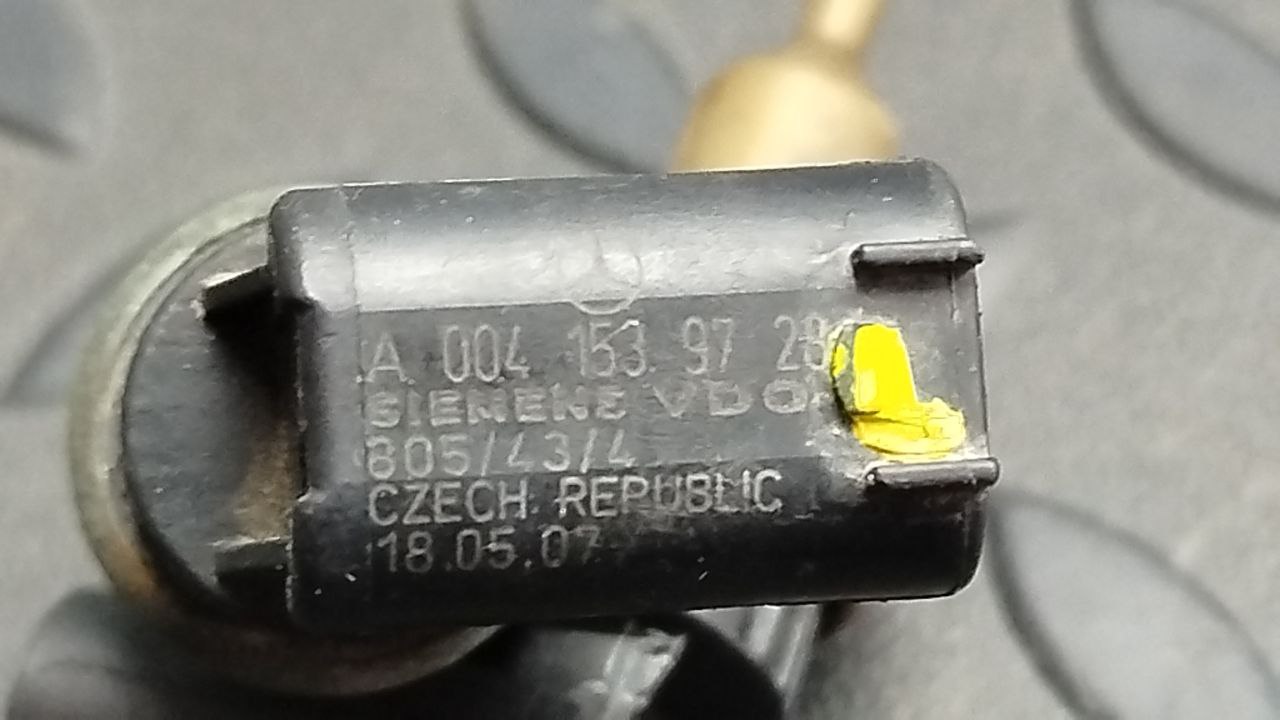 A 004 153 97 28
SIEMENS VDO
805/43/4
CZECH REPUBLIC
18.05.07